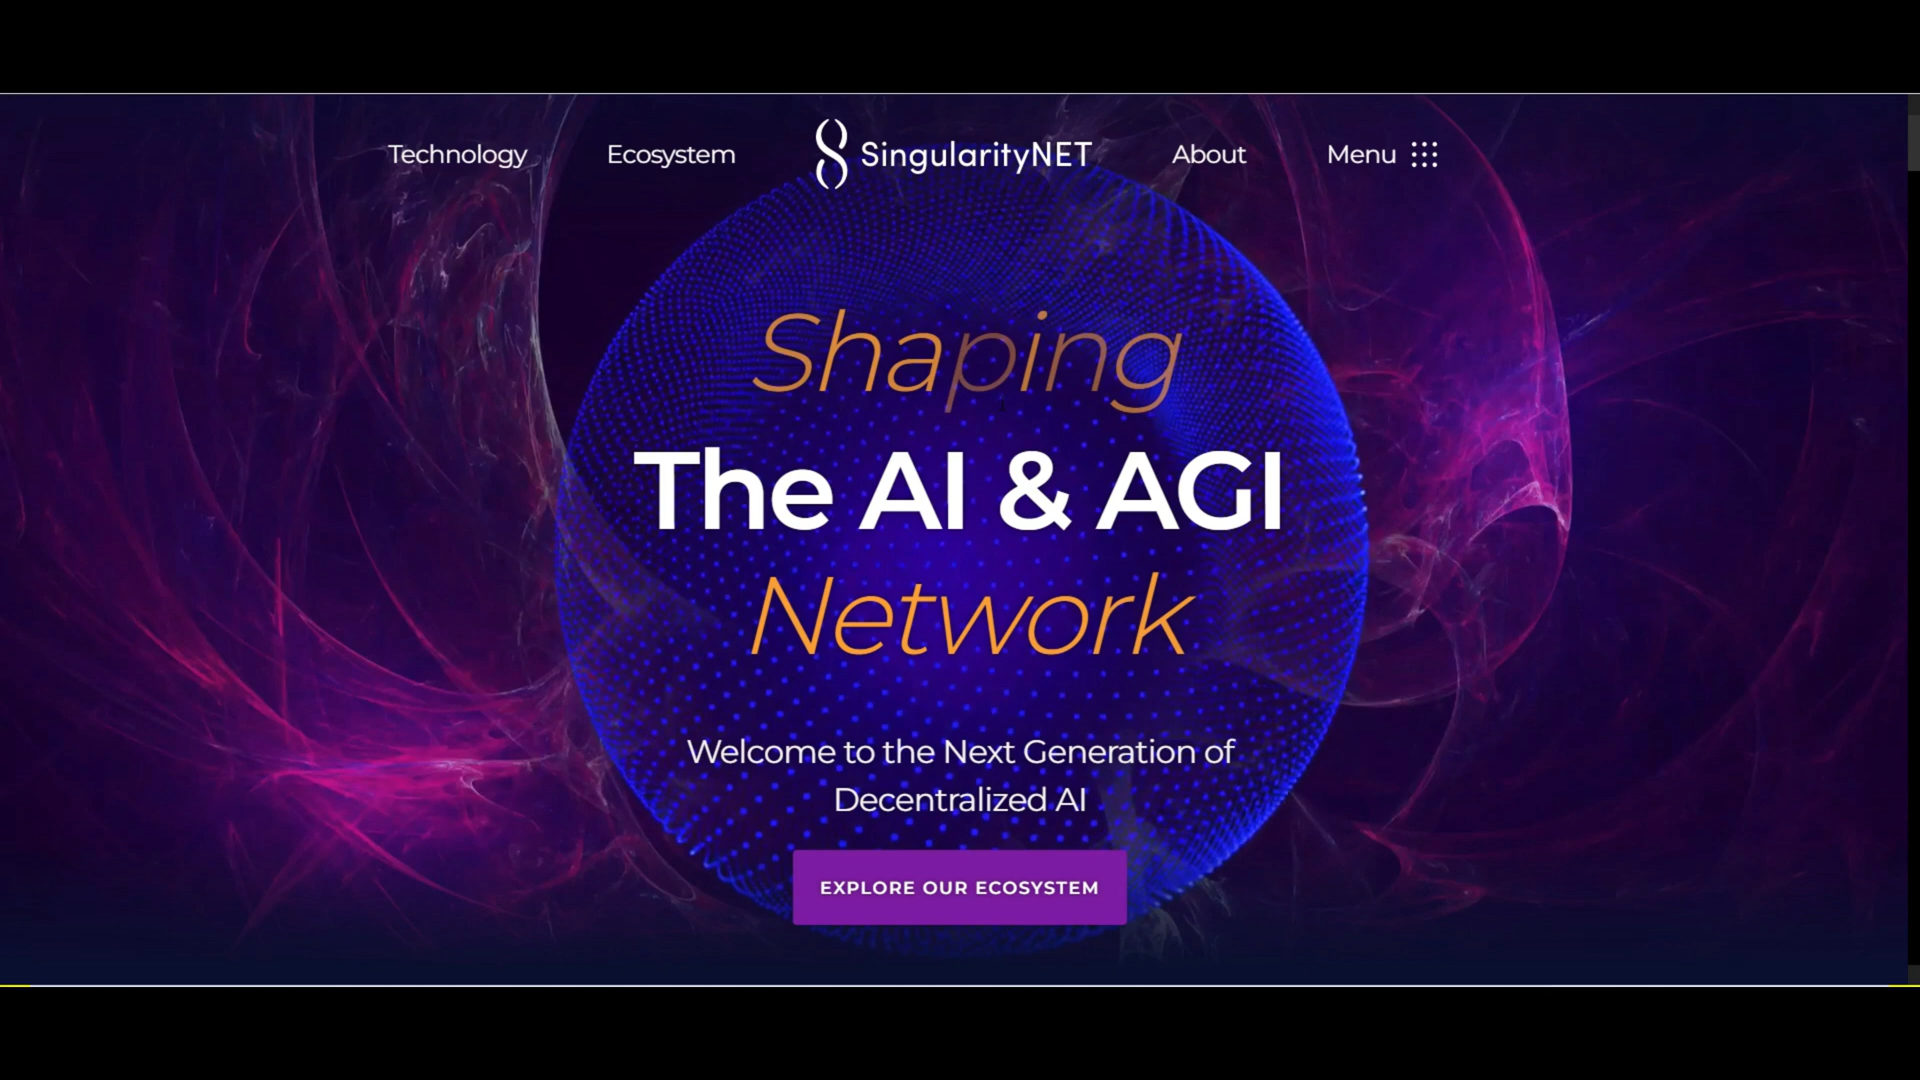 Technology Ecosystem SingularityNET About Menu
Shaping
The AI & AGI
Network
Welcome to the Next Generation of
Decentralized AI
EXPLORE OUR ECOSYSTEM